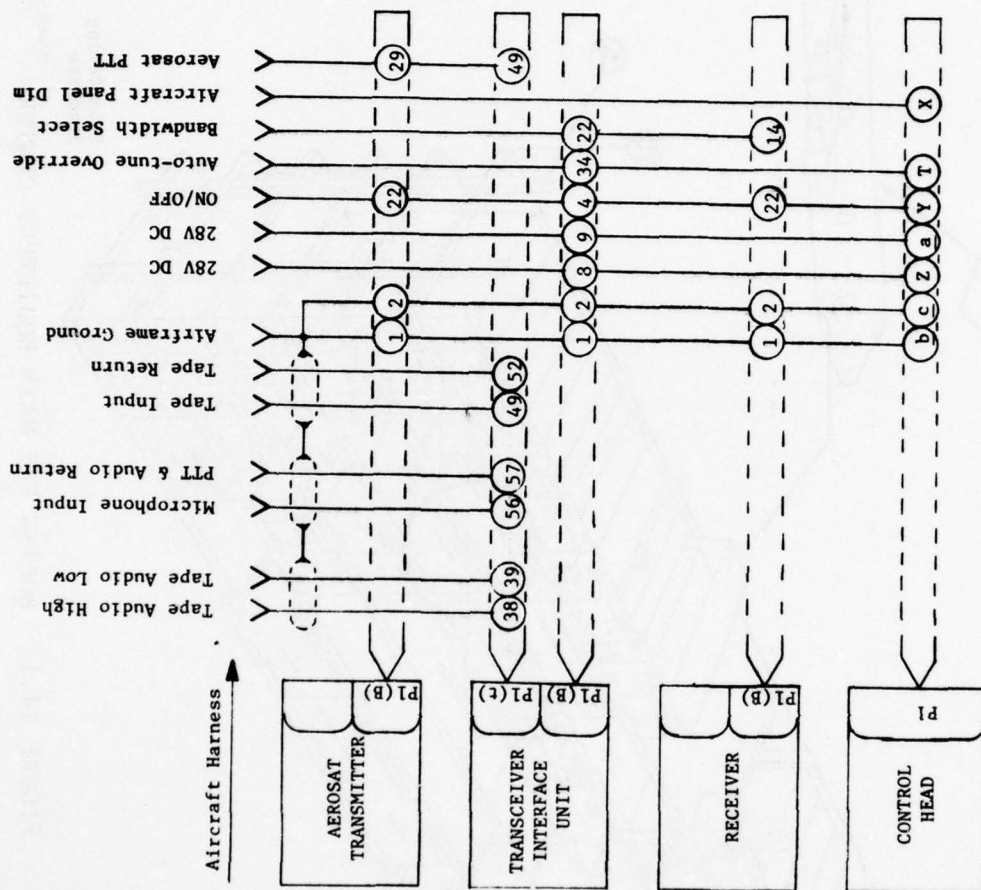 Aircraft Harness
Tape Audio High
Tape Audio Low
Microphone Input
PTT & Audio Return
Tape Input
Tape Return
Airframe Ground
28V DC
28V DC
ON/OFF
Auto-tune Override
Bandwidth Select
Aircraft Panel Dim
Aerosat PTT
AEROSAT
TRANSMITTER
P1(B)
1
2
22
29
TRANSCEIVER
INTERFACE
UNIT
P1(t)
38
39
56
57
49
52
49
P1(B)
1
2
8
9
4
34
22
RECEIVER
P1(B)
1
2
22
14
CONTROL
HEAD
P1
b
c
Z
a
Y
T
X